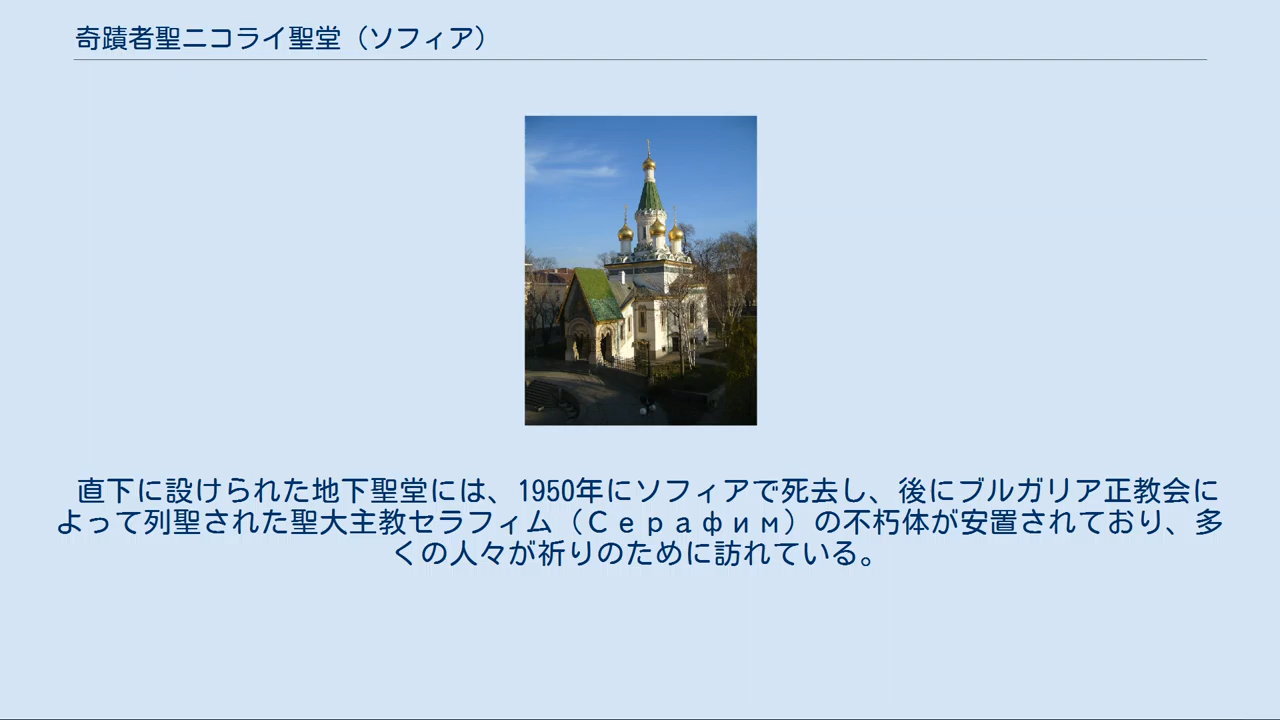 奇蹟者聖ニコライ聖堂（ソフィア）
直下に設けられた地下聖堂には、1950年にソフィアで死去し、後にブルガリア正教会に
よって列聖された聖大主教セラフィム（Серафим）の不朽体が安置されており、多
くの人々が祈りのために訪れている。